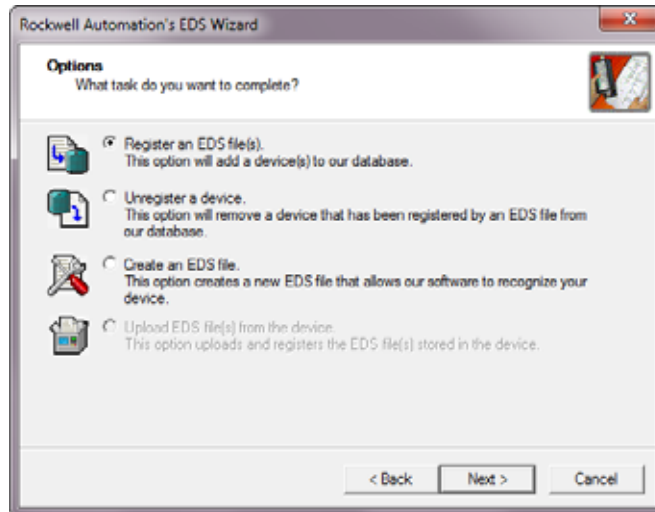 Rockwell Automation's EDS Wizard
Options
What task do you want to complete?
Register an EDS file(s).
This option will add a device(s) to our database.
Unregister a device.
This option will remove a device that has been registered by an EDS file from
our database.
Create an EDS file.
This option creates a new EDS file that allows our software to recognize your
device.
Upload EDS file(s) from the device.
This option uploads and registers the EDS file(s) stored in the device.
< Back Next > Cancel